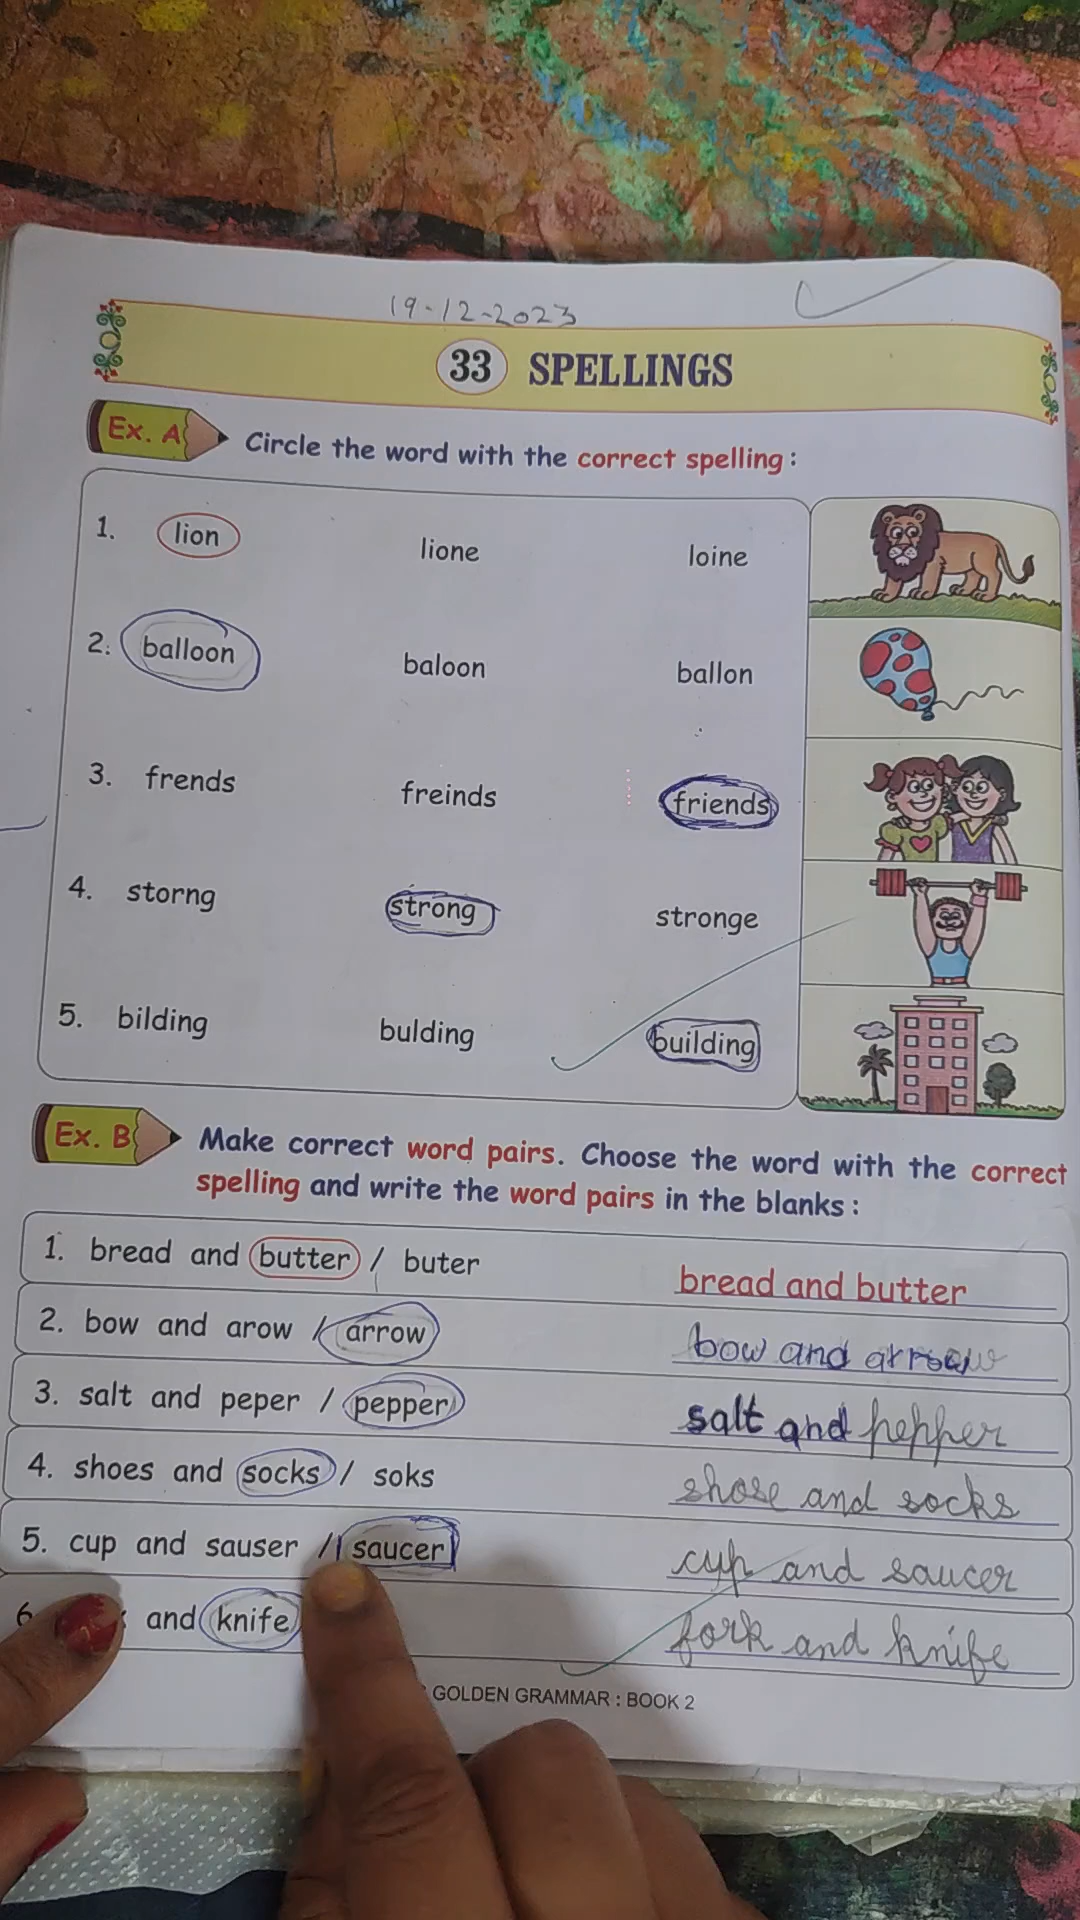 19-12-2023
33 SPELLINGS
Ex. A Circle the word with the correct spelling:
1. lion lione loine
2. balloon baloon ballon
3. frends freinds friends
4. storng strong stronge
5. bilding bulding building
Ex. B Make correct word pairs. Choose the word with the correct
spelling and write the word pairs in the blanks:
1. bread and butter / buter bread and butter
2. bow and arow / arrow bow and arrow
3. salt and peper / pepper salt and pepper
4. shoes and socks / soks shose and socks
5. cup and sauser / saucer cup and saucer
6. and knife fork and knife
GOLDEN GRAMMAR : BOOK 2